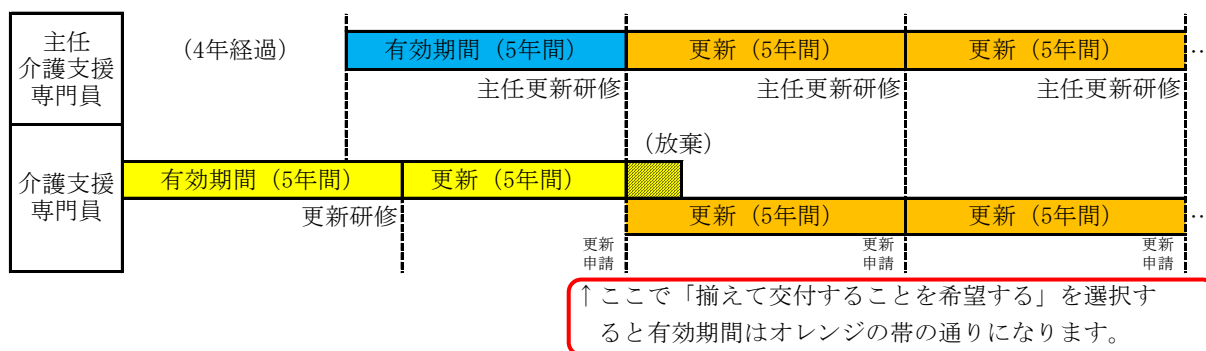 主任
介護支援
専門員
(4年経過)
有効期間（5年間）
更新（5年間）
更新（5年間）
‥
主任更新研修
主任更新研修
主任更新研修
(放棄)
介護支援
専門員
有効期間（5年間）
更新（5年間）
更新研修
更新（5年間）
更新（5年間）
‥
更新
申請
更新
申請
更新
申請
↑ここで「揃えて交付することを希望する」を選択す
ると有効期間はオレンジの帯の通りになります。